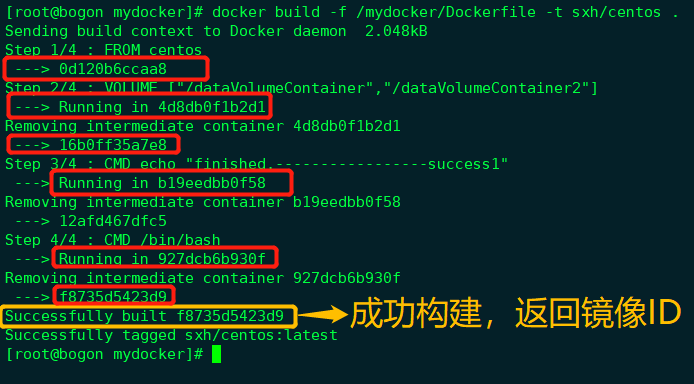 [root@bogon mydocker]# docker build -f /mydocker/Dockerfile -t sxh/centos .
Sending build context to Docker daemon  2.048kB
Step 1/4 : FROM centos
 ---> 0d120b6ccaa8
Step 2/4 : VOLUME ["/dataVolumeContainer","/dataVolumeContainer2"]
 ---> Running in 4d8db0f1b2d1
Removing intermediate container 4d8db0f1b2d1
 ---> 16b0ff35a7e8
Step 3/4 : CMD echo "finished,-----------------success1"
 ---> Running in b19eedbb0f58
Removing intermediate container b19eedbb0f58
 ---> 12afd467dfc5
Step 4/4 : CMD /bin/bash
 ---> Running in 927dcb6b930f
Removing intermediate container 927dcb6b930f
 ---> f8735d5423d9
Successfully built f8735d5423d9 成功构建，返回镜像ID
Successfully tagged sxh/centos:latest
[root@bogon mydocker]#